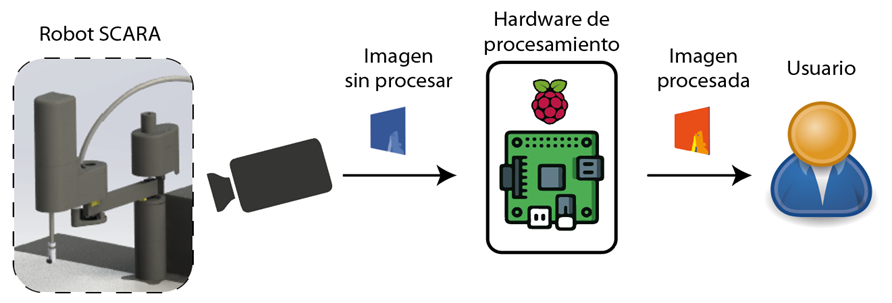 Robot SCARA
Imagen
sin procesar
Hardware de
procesamiento
Imagen
procesada
Usuario